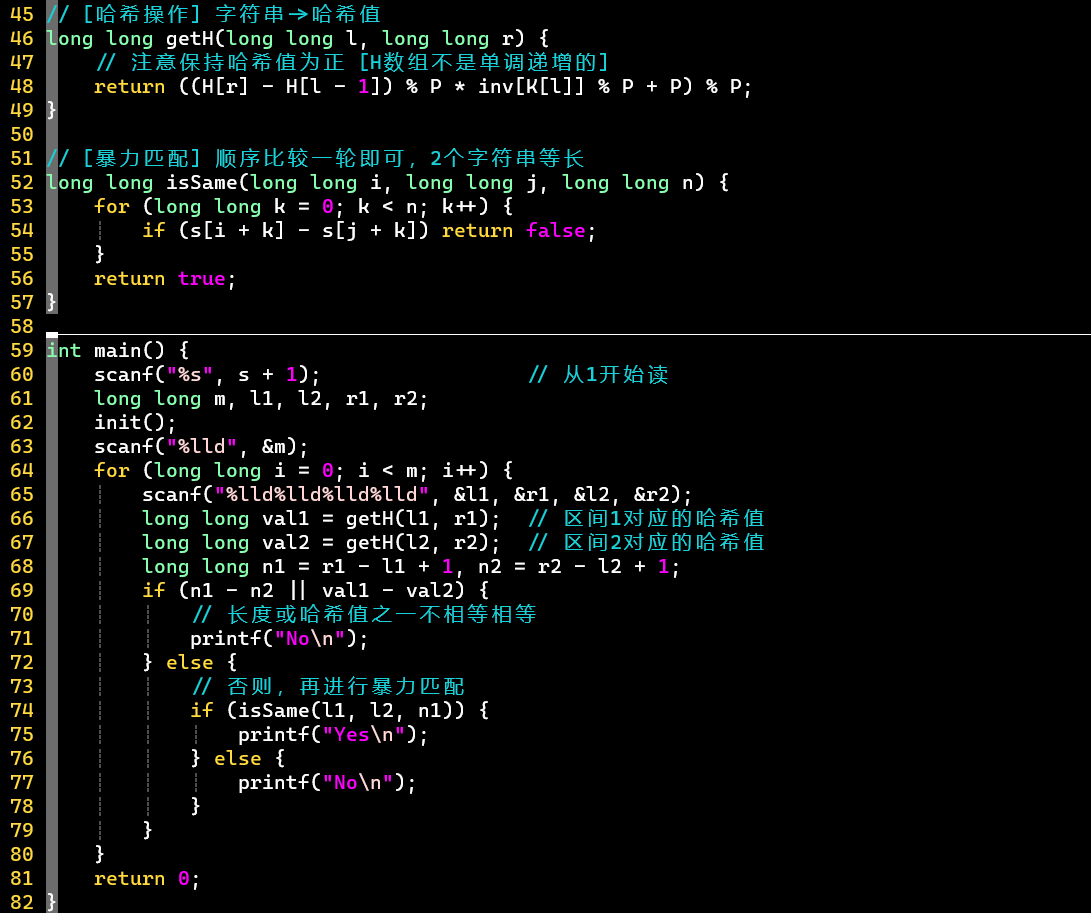 45 // [哈希操作] 字符串->哈希值
46 long long getH(long long l, long long r) {
47     // 注意保持哈希值为正 [H数组不是单调递增的]
48     return ((H[r] - H[l - 1]) % P * inv[K[l]] % P + P) % P;
49 }
50
51 // [暴力匹配] 顺序比较一轮即可, 2个字符串等长
52 long long isSame(long long i, long long j, long long n) {
53     for (long long k = 0; k < n; k++) {
54         if (s[i + k] - s[j + k]) return false;
55     }
56     return true;
57 }
58
59 int main() {
60     scanf("%s", s + 1);                 // 从1开始读
61     long long m, l1, l2, r1, r2;
62     init();
63     scanf("%lld", &m);
64     for (long long i = 0; i < m; i++) {
65         scanf("%lld%lld%lld%lld", &l1, &r1, &l2, &r2);
66         long long val1 = getH(l1, r1);  // 区间1对应的哈希值
67         long long val2 = getH(l2, r2);  // 区间2对应的哈希值
68         long long n1 = r1 - l1 + 1, n2 = r2 - l2 + 1;
69         if (n1 - n2 || val1 - val2) {
70             // 长度或哈希值之一不相等相等
71             printf("No\n");
72         } else {
73             // 否则, 再进行暴力匹配
74             if (isSame(l1, l2, n1)) {
75                 printf("Yes\n");
76             } else {
77                 printf("No\n");
78             }
79         }
80     }
81     return 0;
82 }